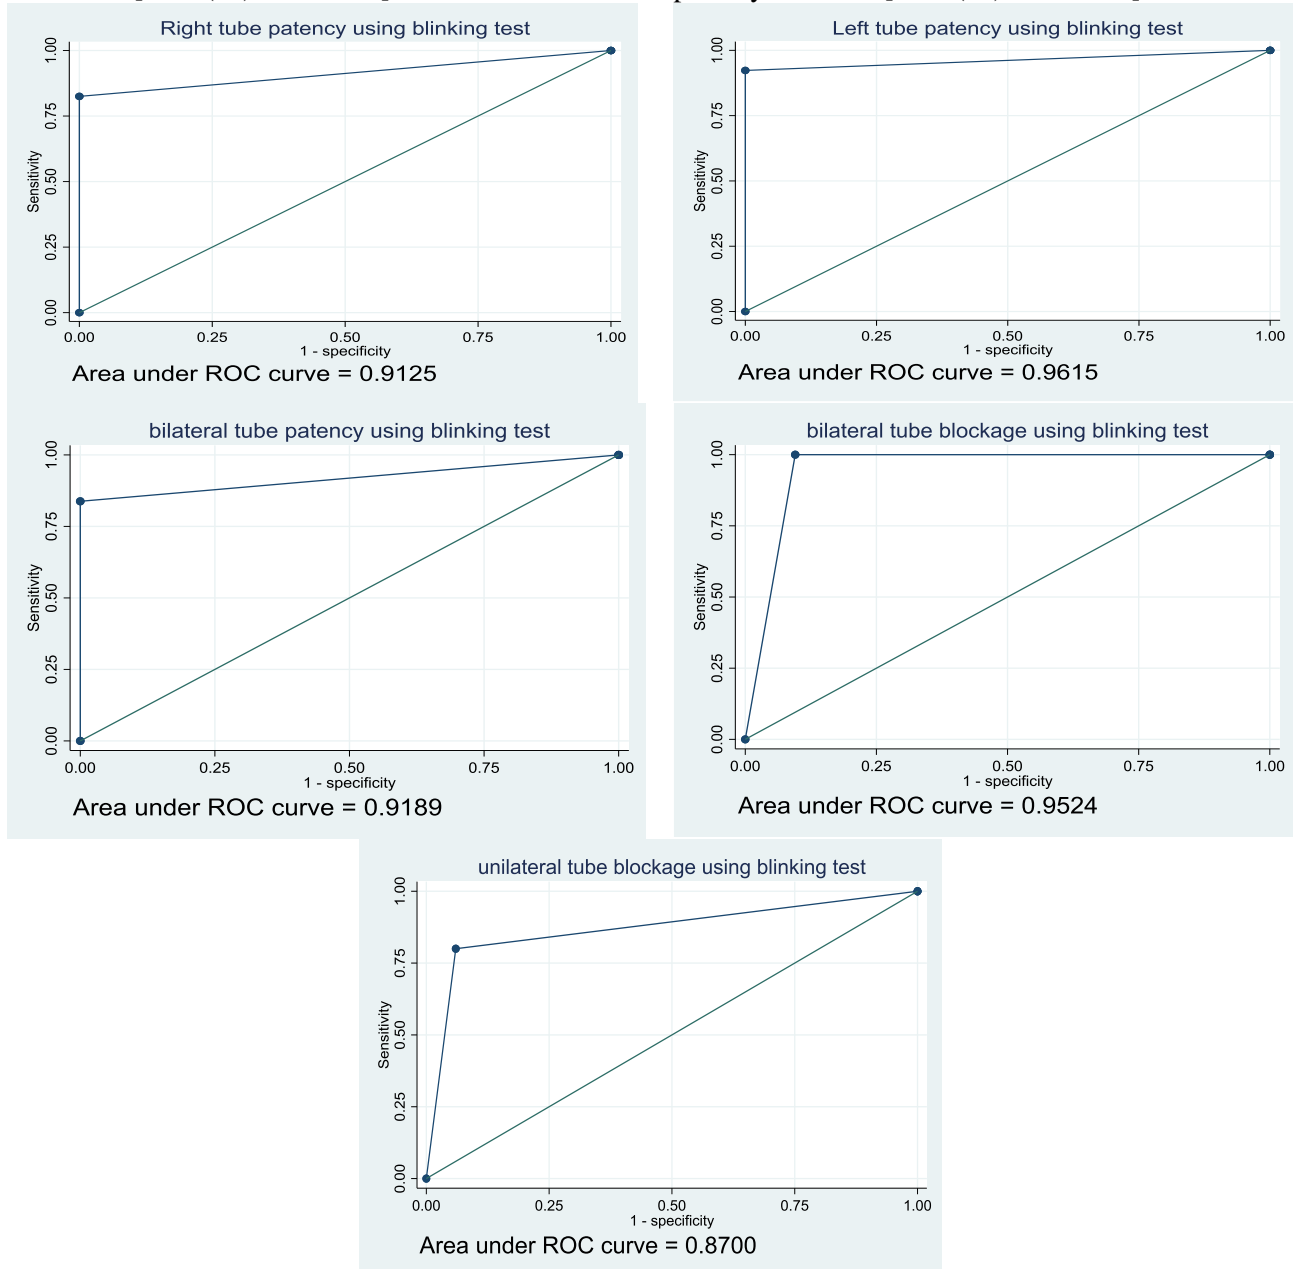 Right tube patency using blinking test
1.00
0.75
0.50
0.25
0.00
Sensitivity
0.00 0.25 0.50 0.75 1.00
1 - specificity
Area under ROC curve = 0.9125
Left tube patency using blinking test
1.00
0.75
0.50
0.25
0.00
Sensitivity
0.00 0.25 0.50 0.75 1.00
1 - specificity
Area under ROC curve = 0.9615
bilateral tube patency using blinking test
1.00
0.75
0.50
0.25
0.00
Sensitivity
0.00 0.25 0.50 0.75 1.00
1 - specificity
Area under ROC curve = 0.9189
bilateral tube blockage using blinking test
1.00
0.75
0.50
0.25
0.00
Sensitivity
0.00 0.25 0.50 0.75 1.00
1 - specificity
Area under ROC curve = 0.9524
unilateral tube blockage using blinking test
1.00
0.75
0.50
0.25
0.00
Sensitivity
0.00 0.25 0.50 0.75 1.00
1 - specificity
Area under ROC curve = 0.8700